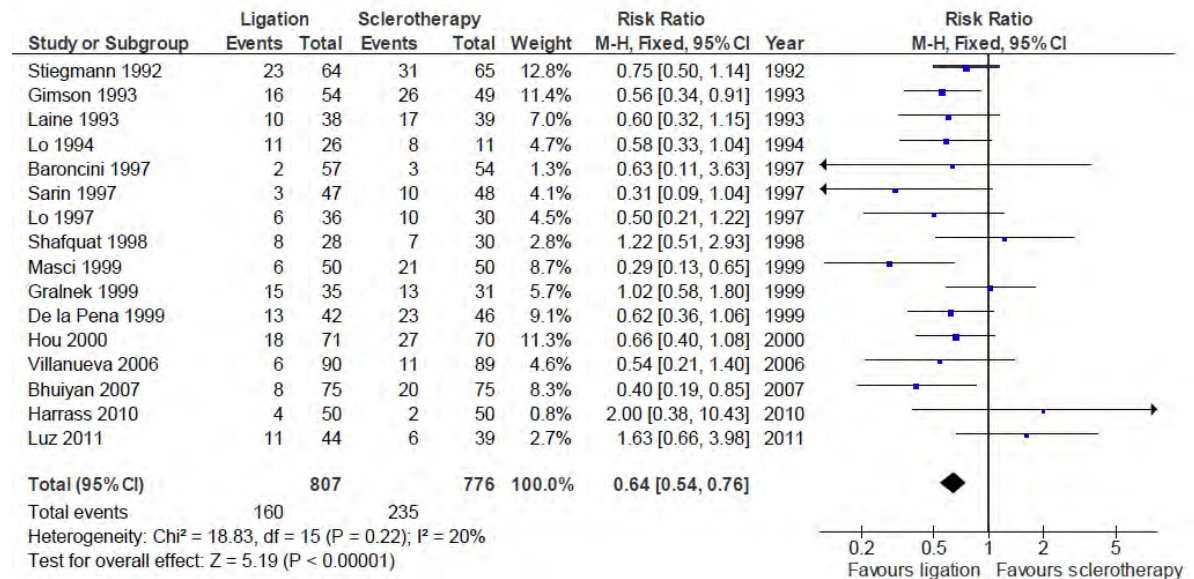 Ligation Sclerotherapy Risk Ratio Risk Ratio
Study or Subgroup Events Total Events Total Weight M-H, Fixed, 95% CI Year M-H, Fixed, 95% CI
Stiegmann 1992 23 64 31 65 12.8% 0.75 [0.50, 1.14] 1992
Gimson 1993 16 54 26 49 11.4% 0.56 [0.34, 0.91] 1993
Laine 1993 10 38 17 39 7.0% 0.60 [0.32, 1.15] 1993
Lo 1994 11 26 8 11 4.7% 0.58 [0.33, 1.04] 1994
Baroncini 1997 2 57 3 54 1.3% 0.63 [0.11, 3.63] 1997
Sarin 1997 3 47 10 48 4.1% 0.31 [0.09, 1.04] 1997
Lo 1997 6 36 10 30 4.5% 0.50 [0.21, 1.22] 1997
Shafquat 1998 8 28 7 30 2.8% 1.22 [0.51, 2.93] 1998
Masci 1999 6 50 21 50 8.7% 0.29 [0.13, 0.65] 1999
Gralnek 1999 15 35 13 31 5.7% 1.02 [0.58, 1.80] 1999
De la Pena 1999 13 42 23 46 9.1% 0.62 [0.36, 1.06] 1999
Hou 2000 18 71 27 70 11.3% 0.66 [0.40, 1.08] 2000
Villanueva 2006 6 90 11 89 4.6% 0.54 [0.21, 1.40] 2006
Bhuiyan 2007 8 75 20 75 8.3% 0.40 [0.19, 0.85] 2007
Harrass 2010 4 50 2 50 0.8% 2.00 [0.38, 10.43] 2010
Luz 2011 11 44 6 39 2.7% 1.63 [0.66, 3.98] 2011
Total (95% CI) 807 776 100.0% 0.64 [0.54, 0.76]
Total events 160 235
Heterogeneity: Chi² = 18.83, df = 15 (P = 0.22); I² = 20%
Test for overall effect: Z = 5.19 (P < 0.00001)
0.2 0.5 1 2 5
Favours ligation Favours sclerotherapy